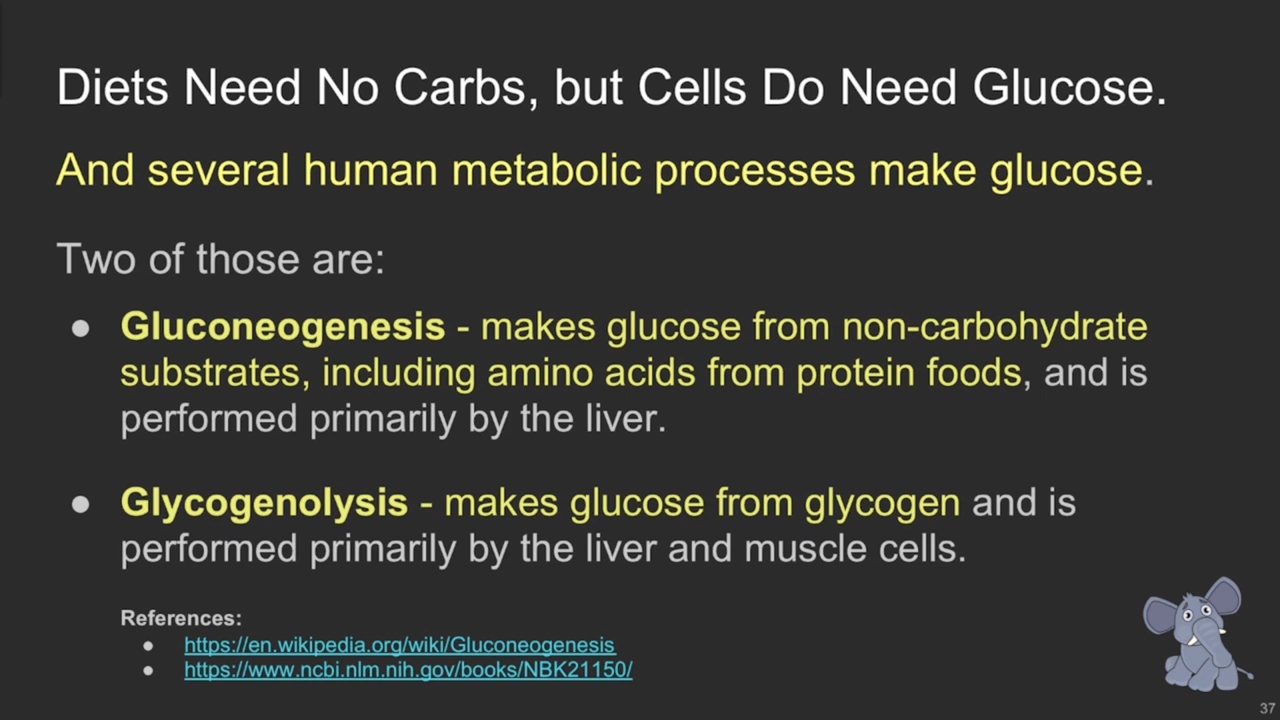 Diets Need No Carbs, but Cells Do Need Glucose.
And several human metabolic processes make glucose.
Two of those are:
● Gluconeogenesis - makes glucose from non-carbohydrate
substrates, including amino acids from protein foods, and is
performed primarily by the liver.
● Glycogenolysis - makes glucose from glycogen and is
performed primarily by the liver and muscle cells.
References:
● https://en.wikipedia.org/wiki/Gluconeogenesis
● https://www.ncbi.nlm.nih.gov/books/NBK21150/
37